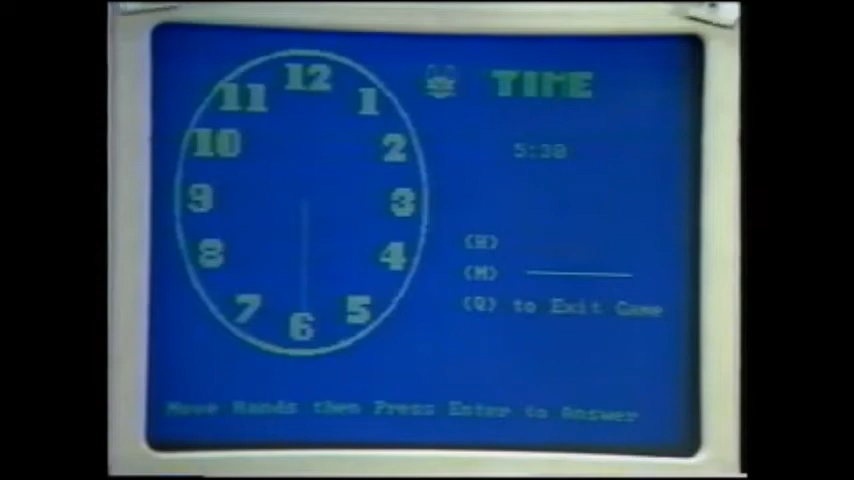 12
11
1
10
2
9
3
8
4
7
5
6
TIME
5:30
(H)
(M)
(Q) to Exit Game
Move Hands then Press Enter to Answer